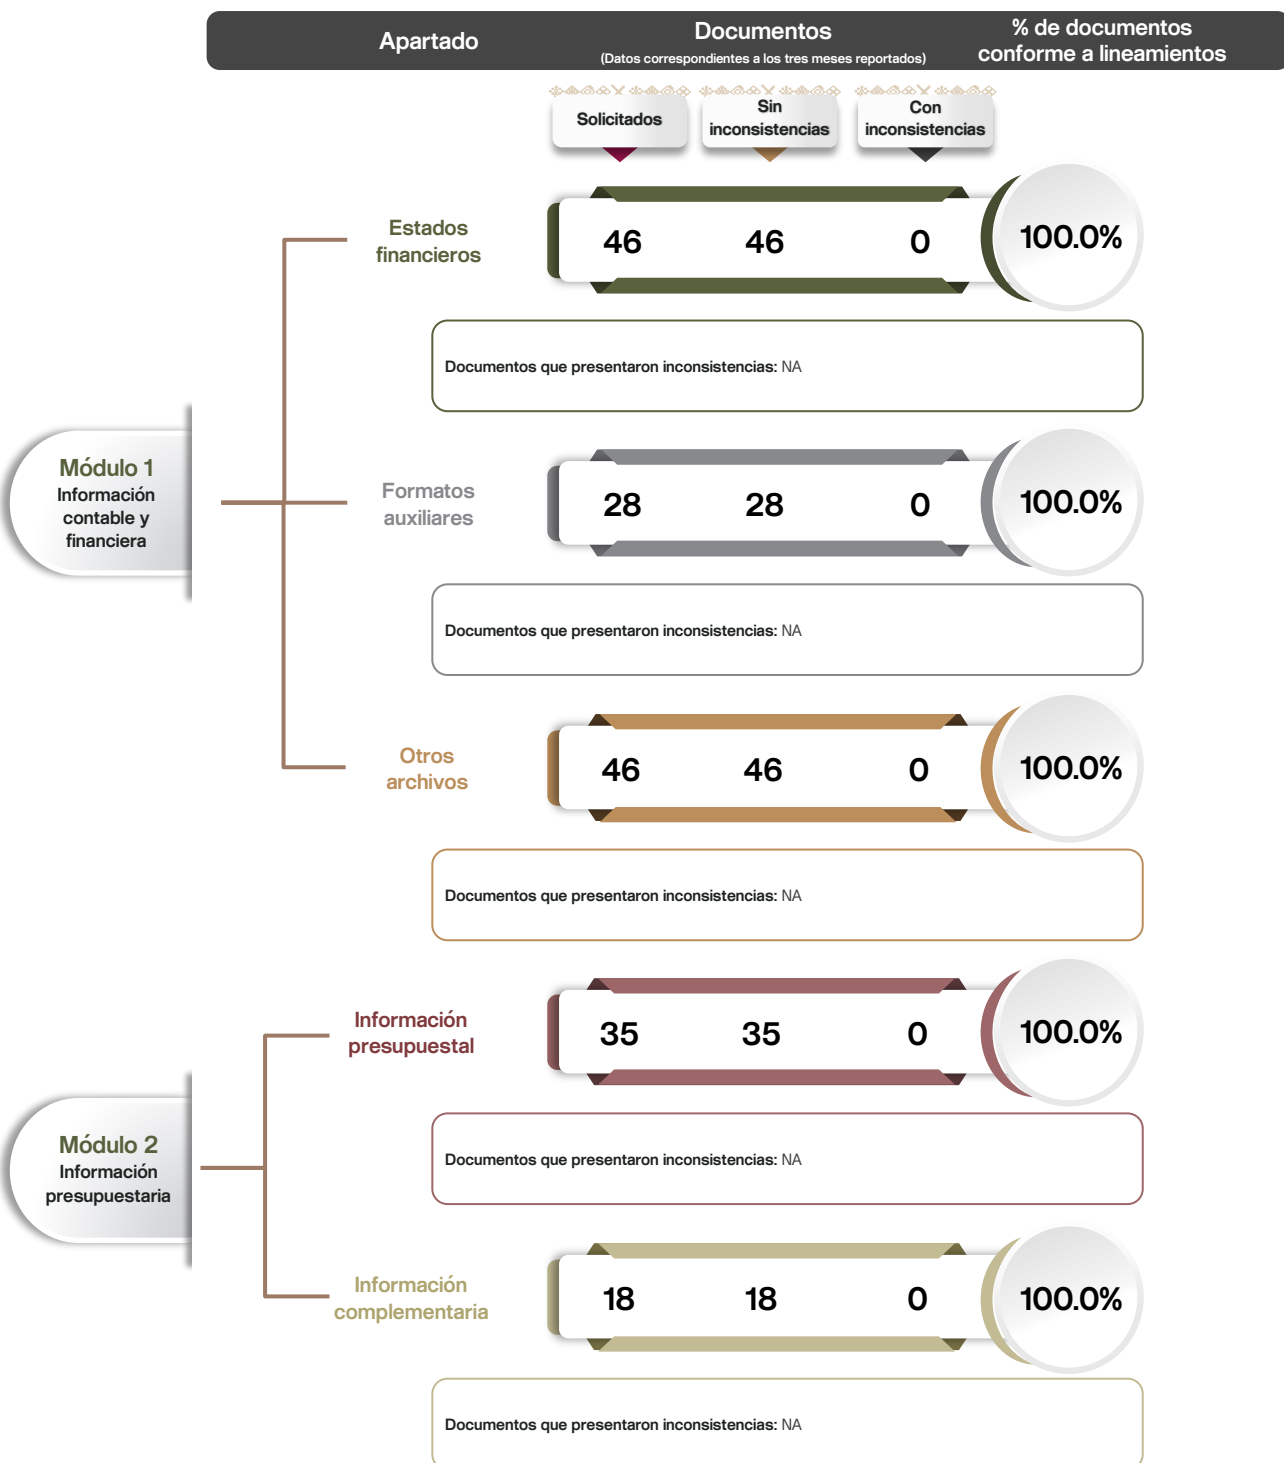 Apartado
Documentos
(Datos correspondientes a los tres meses reportados)
% de documentos
conforme a lineamientos
Solicitados
Sin
inconsistencias
Con
inconsistencias
Módulo 1
Información
contable y
financiera
Estados
financieros
46 46 0 100.0%
Documentos que presentaron inconsistencias: NA
Formatos
auxiliares
28 28 0 100.0%
Documentos que presentaron inconsistencias: NA
Otros
archivos
46 46 0 100.0%
Documentos que presentaron inconsistencias: NA
Módulo 2
Información
presupuestaria
Información
presupuestal
35 35 0 100.0%
Documentos que presentaron inconsistencias: NA
Información
complementaria
18 18 0 100.0%
Documentos que presentaron inconsistencias: NA